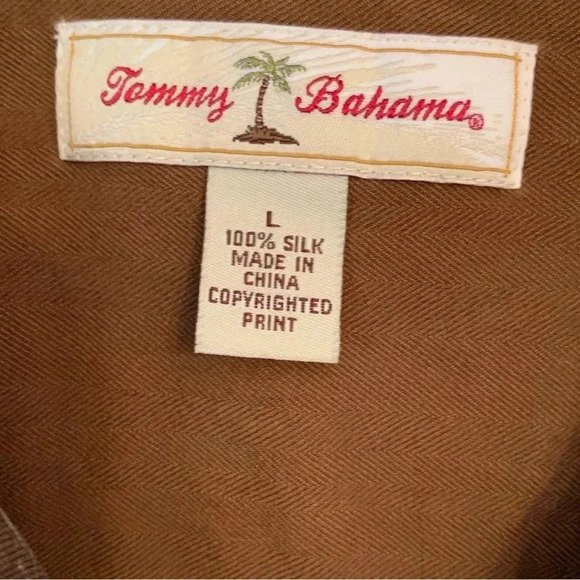 Tommy Bahama®
L
100% SILK
MADE IN
CHINA
COPYRIGHTED
PRINT